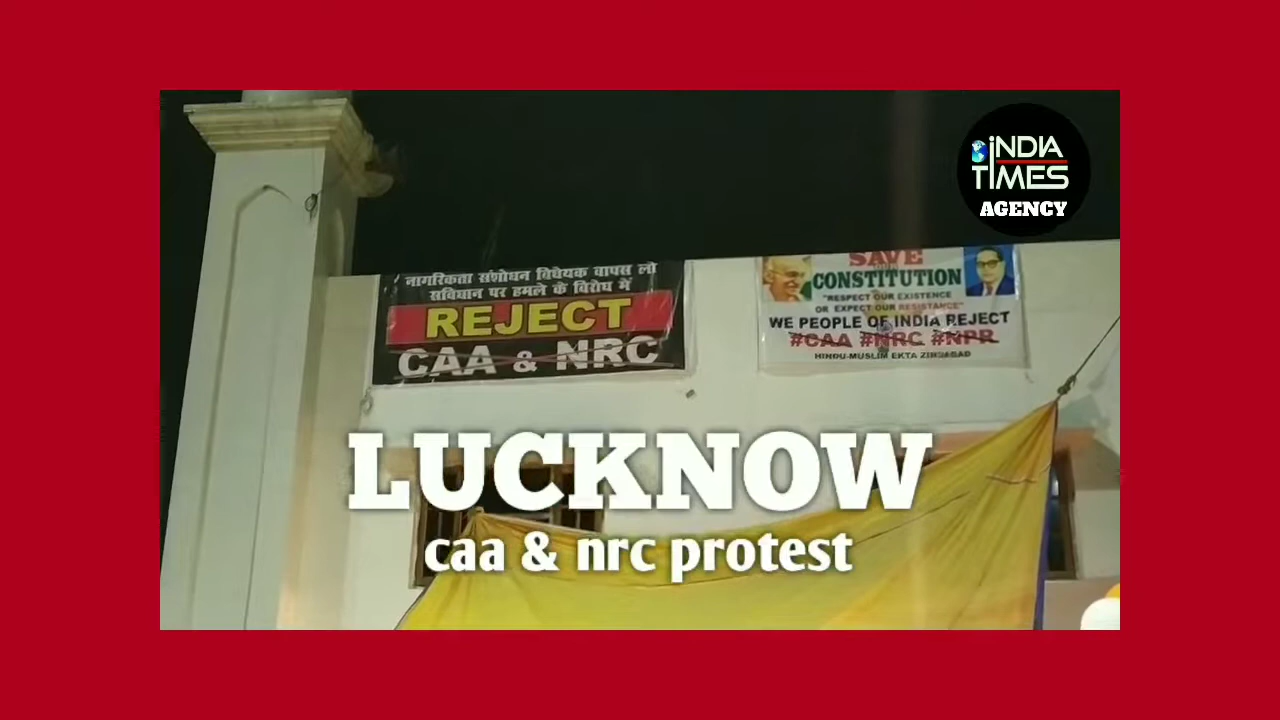 INDIA
TIMES
AGENCY
नागरिकता संशोधन विधेयक वापस लो
संविधान पर हमले के विरोध में
REJECT
CAA & NRC
SAVE
CONSTITUTION
"RESPECT OUR EXISTENCE
OR EXPECT OUR RESISTANCE"
WE PEOPLE OF INDIA REJECT
#CAA #NRC #NPR
HINDU-MUSLIM EKTA ZINDABAD
LUCKNOW
caa & nrc protest